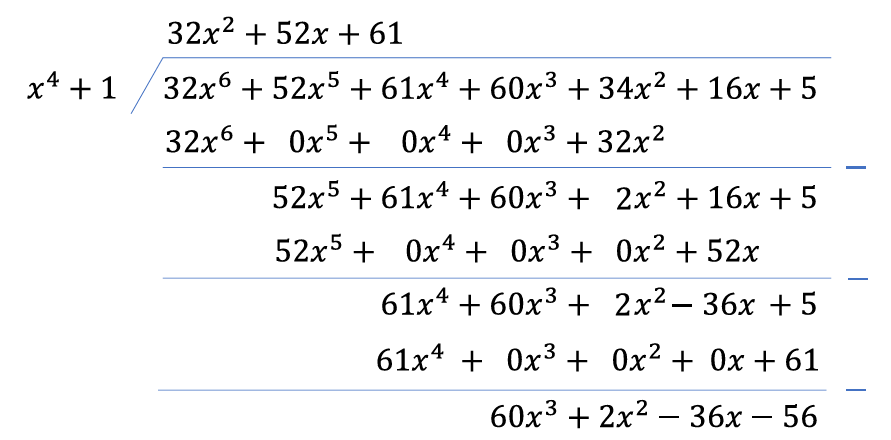 32x² + 52x + 61
x⁴ + 1 32x⁶ + 52x⁵ + 61x⁴ + 60x³ + 34x² + 16x + 5
32x⁶ + 0x⁵ + 0x⁴ + 0x³ + 32x²
52x⁵ + 61x⁴ + 60x³ + 2x² + 16x + 5
52x⁵ + 0x⁴ + 0x³ + 0x² + 52x
61x⁴ + 60x³ + 2x² − 36x + 5
61x⁴ + 0x³ + 0x² + 0x + 61
60x³ + 2x² − 36x − 56